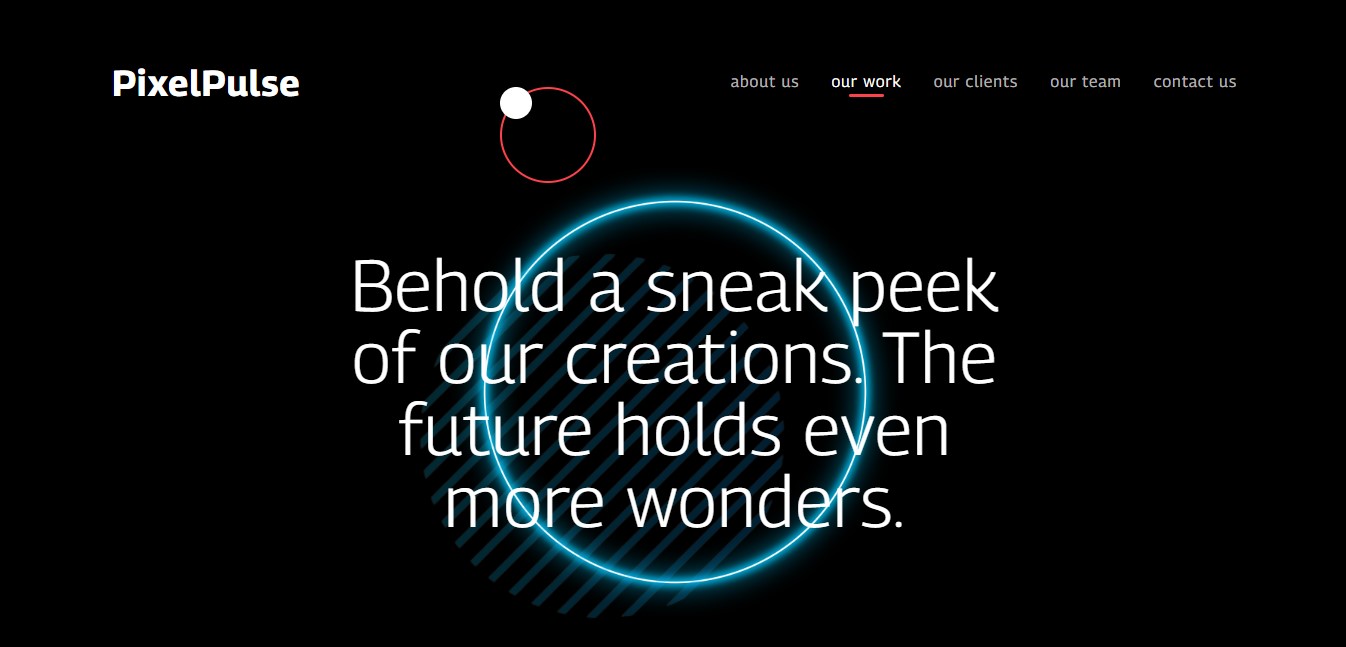 PixelPulse
about us our work our clients our team contact us
Behold a sneak peek
of our creations. The
future holds even
more wonders.